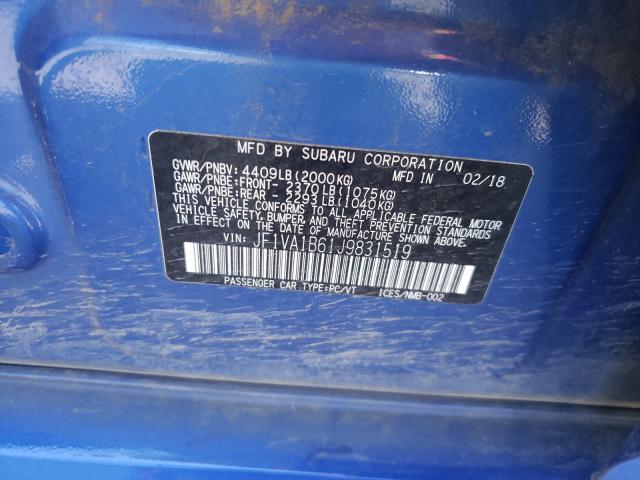 MFD BY SUBARU CORPORATION
GVWR/PNBV: 4409LB(2000KG) MFD IN 02/18
GAWR/PNBE:FRONT- 2370LB(1075KG)
GAWR/PNBE:REAR - 2293LB(1040KG)
THIS VEHICLE CONFORMS TO ALL APPLICABLE FEDERAL MOTOR
VEHICLE SAFETY, BUMPER, AND THEFT PREVENTION STANDARDS
IN EFFECT ON THE DATE OF MANUFACTURE SHOWN ABOVE.
VIN: JF1VA1B61J9831519
PASSENGER CAR TYPE:PC/VT ICES/NMB-002